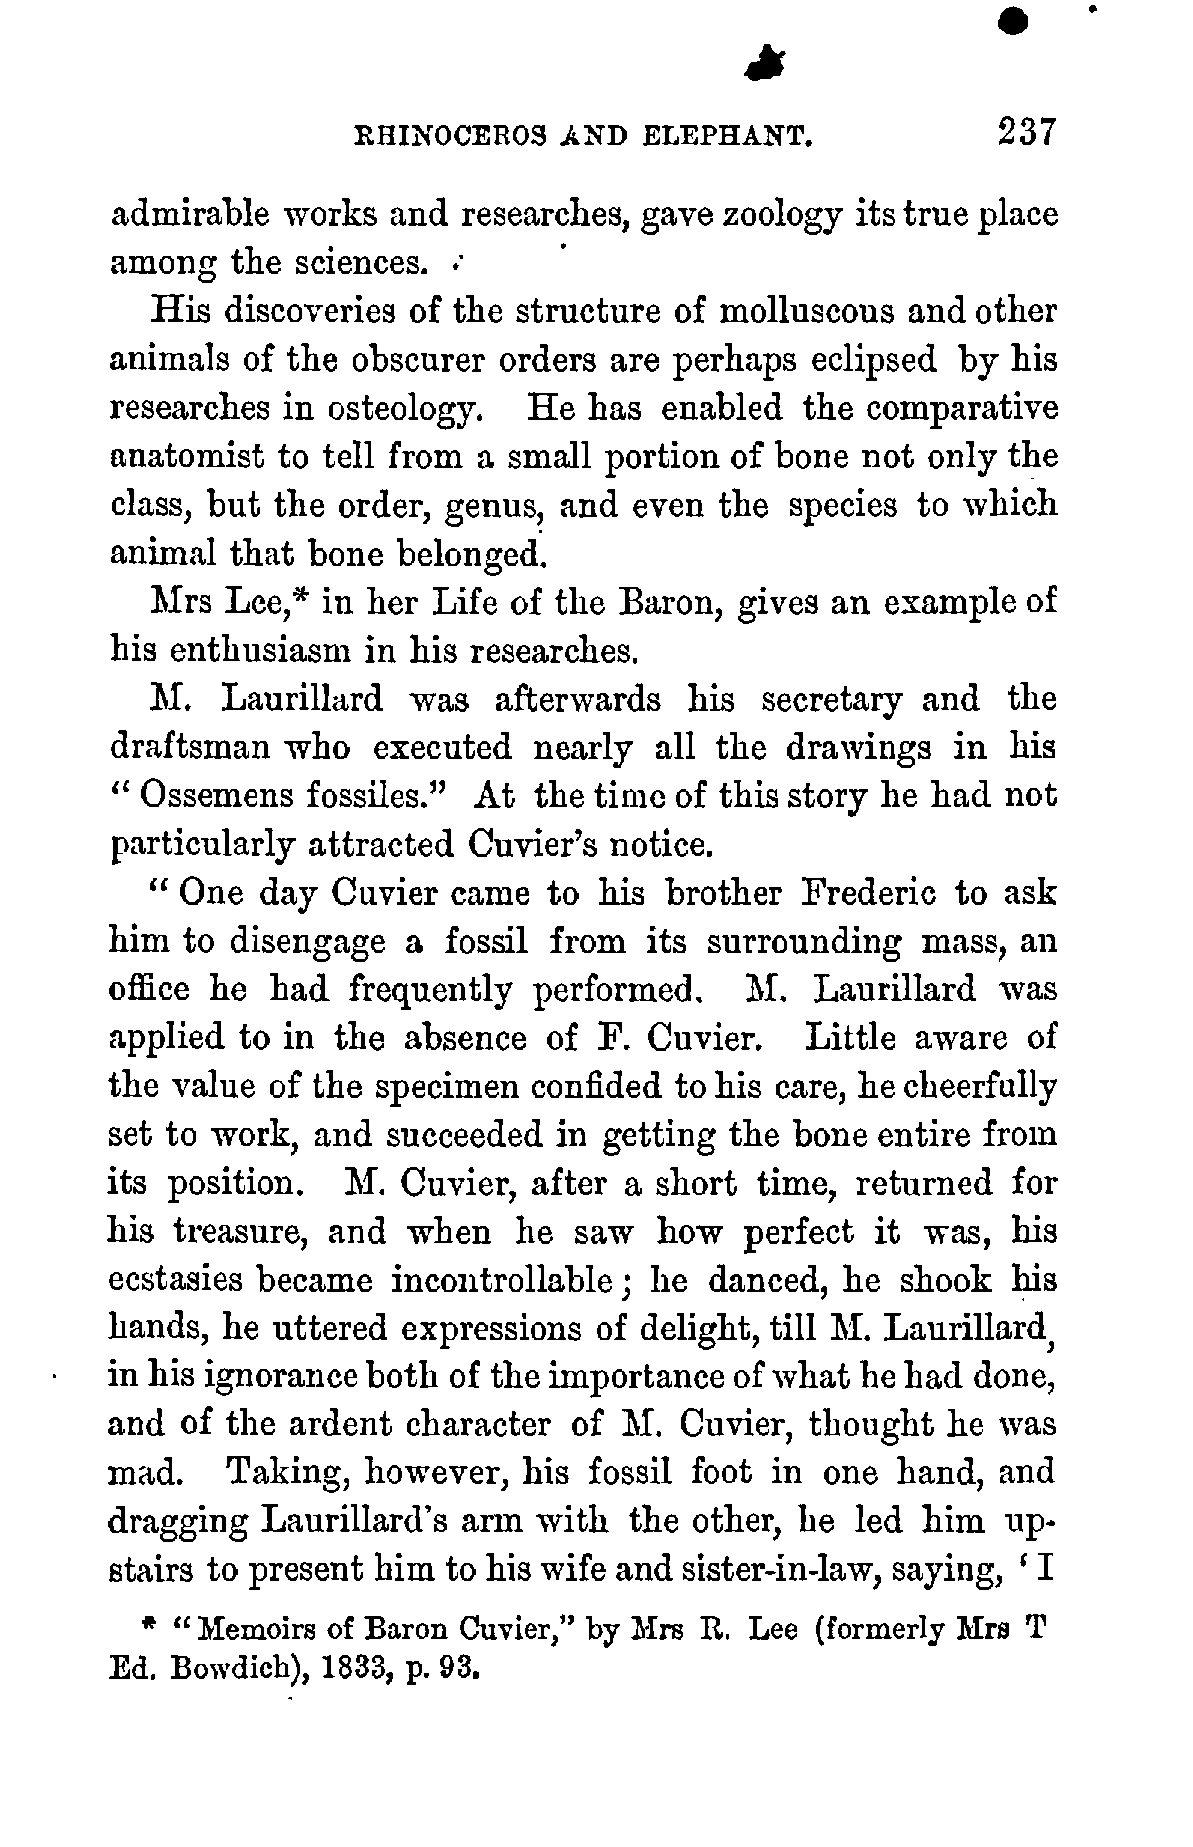 RHINOCEROS AND ELEPHANT. 237
admirable works and researches, gave zoology its true place
among the sciences.
His discoveries of the structure of molluscous and other
animals of the obscurer orders are perhaps eclipsed by his
researches in osteology. He has enabled the comparative
anatomist to tell from a small portion of bone not only the
class, but the order, genus, and even the species to which
animal that bone belonged.
Mrs Lee,* in her Life of the Baron, gives an example of
his enthusiasm in his researches.
M. Laurillard was afterwards his secretary and the
draftsman who executed nearly all the drawings in his
“ Ossemens fossiles.” At the time of this story he had not
particularly attracted Cuvier’s notice.
“ One day Cuvier came to his brother Frederic to ask
him to disengage a fossil from its surrounding mass, an
office he had frequently performed. M. Laurillard was
applied to in the absence of F. Cuvier. Little aware of
the value of the specimen confided to his care, he cheerfully
set to work, and succeeded in getting the bone entire from
its position. M. Cuvier, after a short time, returned for
his treasure, and when he saw how perfect it was, his
ecstasies became incontrollable ; he danced, he shook his
hands, he uttered expressions of delight, till M. Laurillard,
in his ignorance both of the importance of what he had done,
and of the ardent character of M. Cuvier, thought he was
mad. Taking, however, his fossil foot in one hand, and
dragging Laurillard’s arm with the other, he led him up-
stairs to present him to his wife and sister-in-law, saying, ‘ I
* “ Memoirs of Baron Cuvier,” by Mrs R. Lee (formerly Mrs T
Ed. Bowdich), 1833, p. 93.